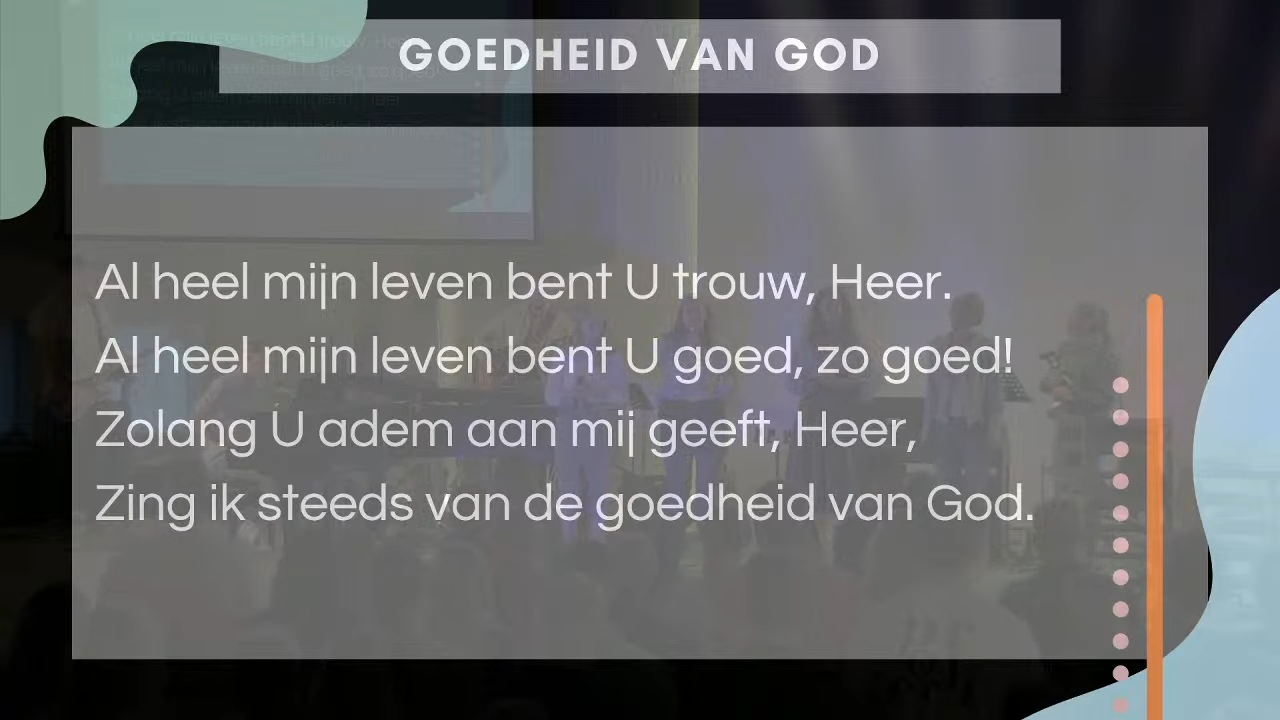 GOEDHEID VAN GOD
Al heel mijn leven bent U trouw, Heer.
Al heel mijn leven bent U goed, zo goed!
Zolang U adem aan mij geeft, Heer,
Zing ik steeds van de goedheid van God.